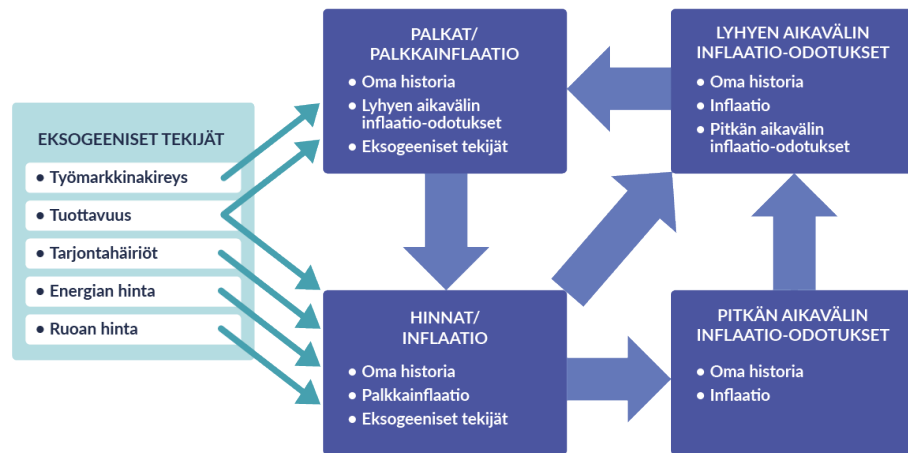 EKSOGEENISET TEKIJÄT
• Työmarkkinakireys
• Tuottavuus
• Tarjontahäiriöt
• Energian hinta
• Ruoan hinta
PALKAT/
PALKKAINFLAATIO
• Oma historia
• Lyhyen aikavälin
inflaatio-odotukset
• Eksogeeniset tekijät
LYHYEN AIKAVÄLIN
INFLAATIO-ODOTUKSET
• Oma historia
• Inflaatio
• Pitkän aikavälin
inflaatio-odotukset
HINNAT/
INFLAATIO
• Oma historia
• Palkkainflaatio
• Eksogeeniset tekijät
PITKÄN AIKAVÄLIN
INFLAATIO-ODOTUKSET
• Oma historia
• Inflaatio